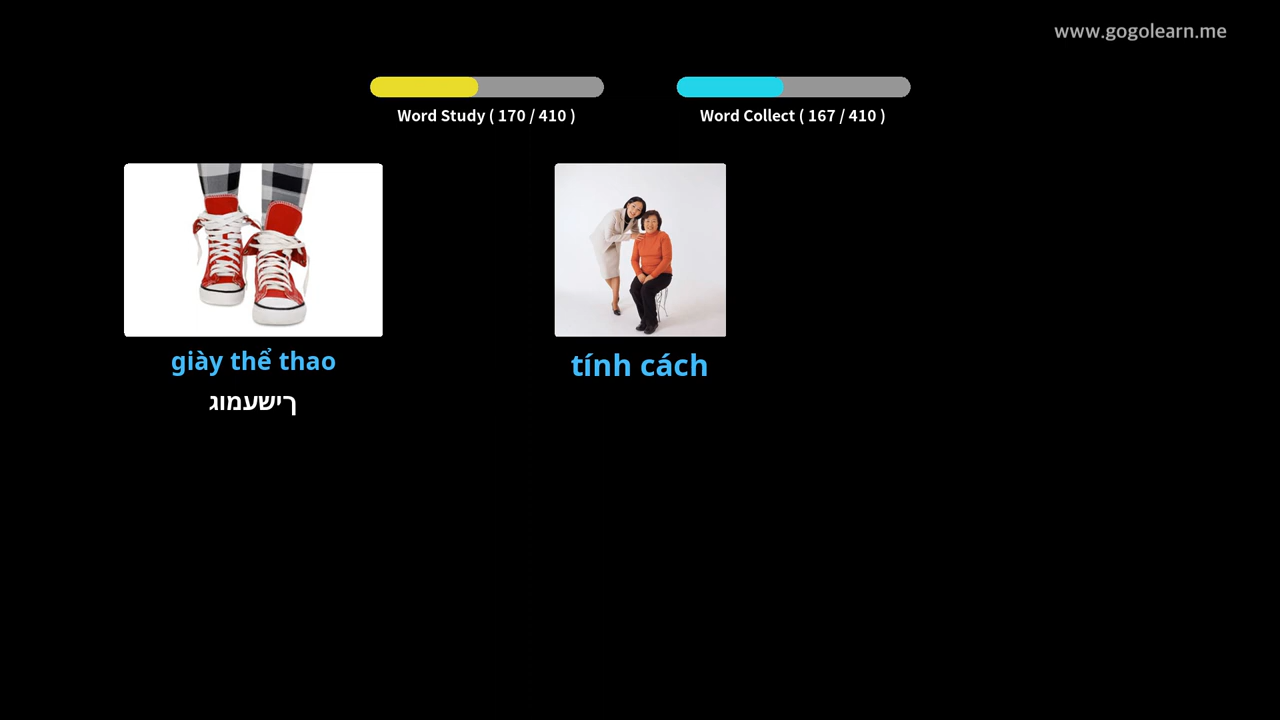 www.gogolearn.me
Word Study ( 170 / 410 )
Word Collect ( 167 / 410 )
giày thể thao
ךישעמוג
tính cách